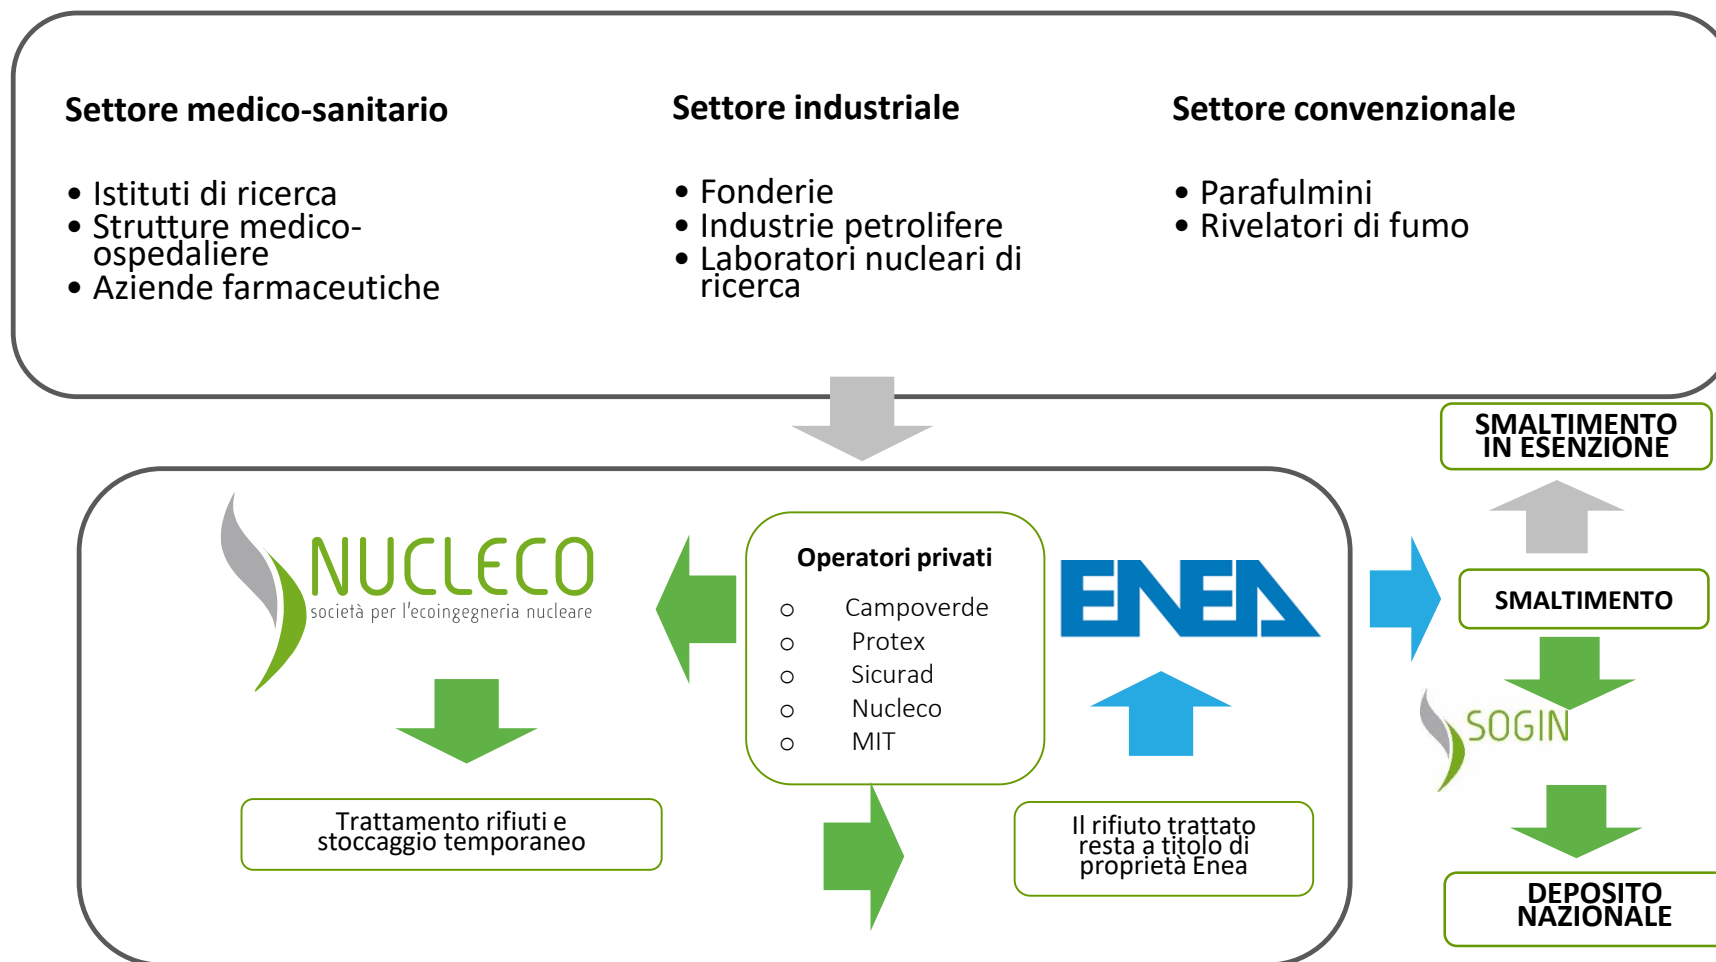 Settore medico-sanitario
• Istituti di ricerca
• Strutture medico-
ospedaliere
• Aziende farmaceutiche
Settore industriale
• Fonderie
• Industrie petrolifere
• Laboratori nucleari di
ricerca
Settore convenzionale
• Parafulmini
• Rivelatori di fumo
NUCLECO
società per l'ecoingegneria nucleare
Trattamento rifiuti e
stoccaggio temporaneo
Operatori privati
o Campoverde
o Protex
o Sicurad
o Nucleco
o MIT
ENEA
Il rifiuto trattato
resta a titolo di
proprietà Enea
SMALTIMENTO
IN ESENZIONE
SMALTIMENTO
SOGIN
DEPOSITO
NAZIONALE